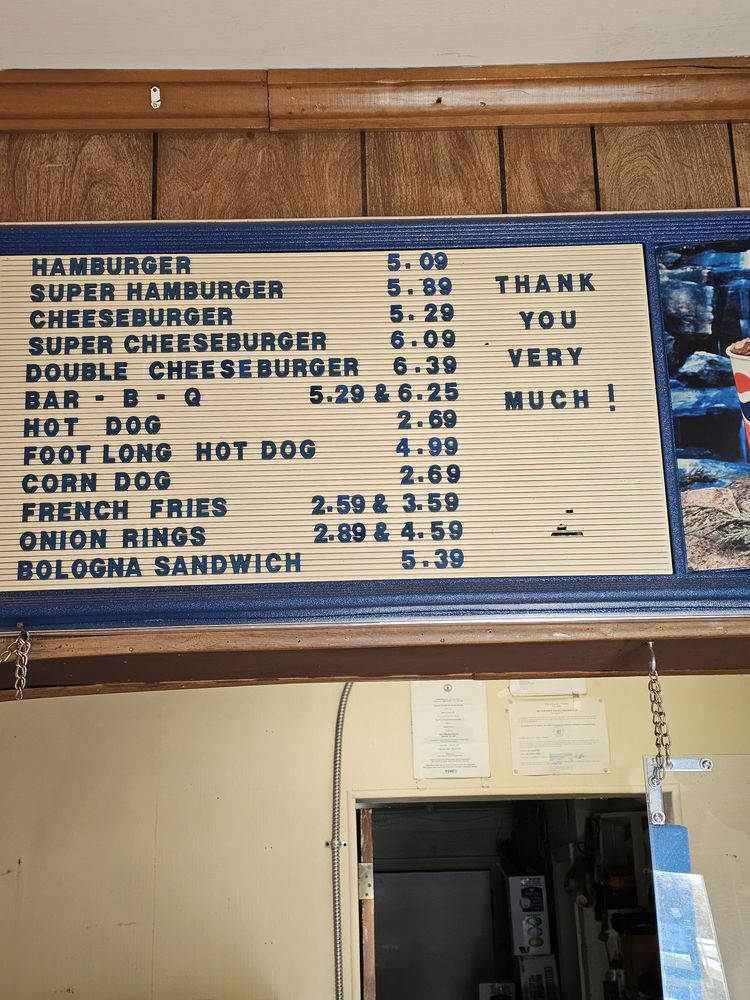 HAMBURGER 5.09
SUPER HAMBURGER 5.89
CHEESEBURGER 5.29
SUPER CHEESEBURGER 6.09
DOUBLE CHEESEBURGER 6.39
BAR - B - Q 5.29 & 6.25
HOT DOG 2.69
FOOT LONG HOT DOG 4.99
CORN DOG 2.69
FRENCH FRIES 2.59 & 3.59
ONION RINGS 2.89 & 4.59
BOLOGNA SANDWICH 5.39
THANK
YOU
VERY
MUCH !